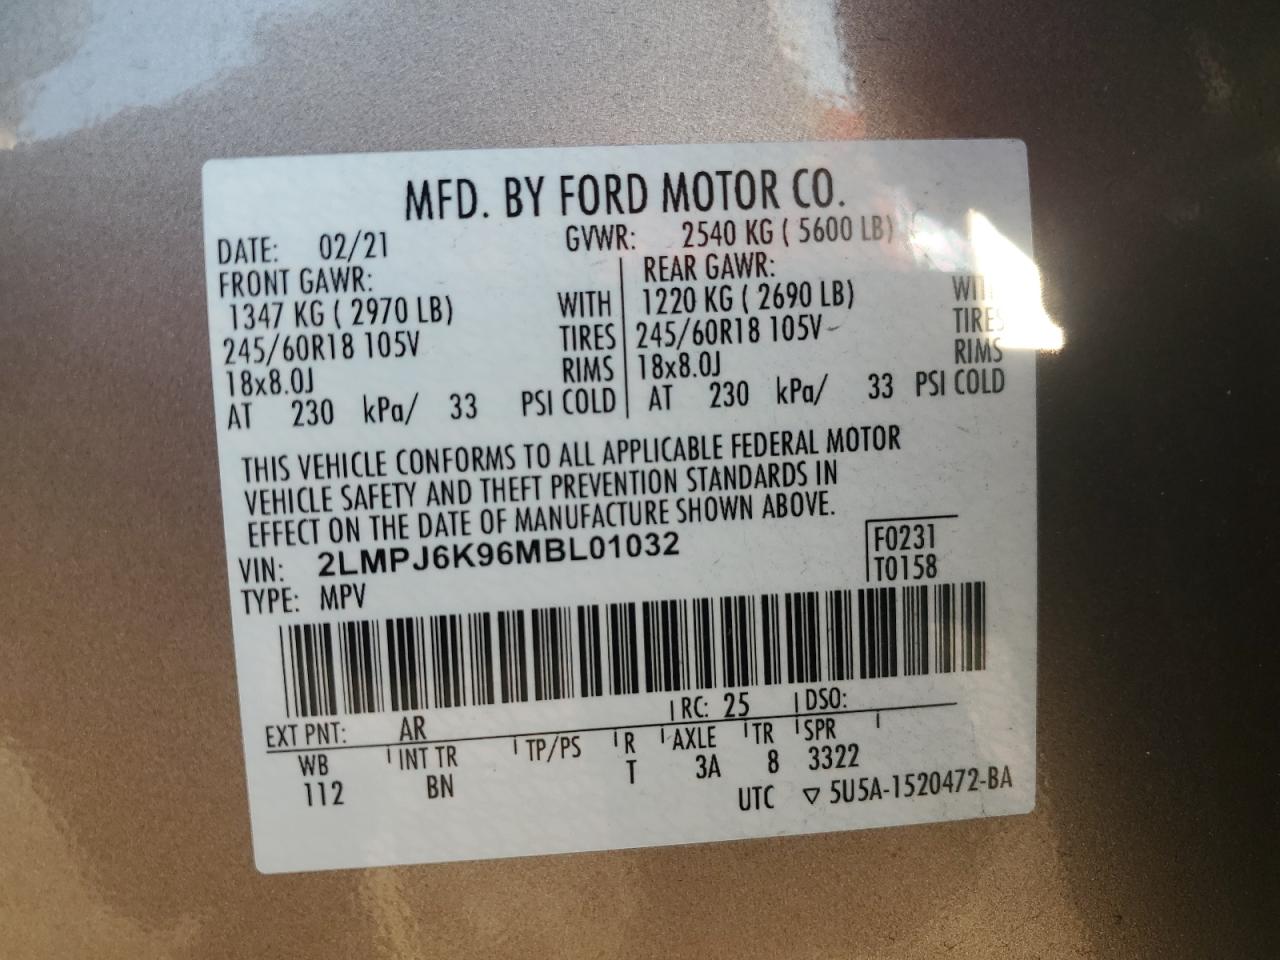 MFD. BY FORD MOTOR CO.
DATE: 02/21 GVWR: 2540 KG ( 5600 LB)
FRONT GAWR: REAR GAWR:
1347 KG ( 2970 LB) WITH 1220 KG ( 2690 LB) WITH
245/60R18 105V TIRES 245/60R18 105V TIRES
18x8.0J RIMS 18x8.0J RIMS
AT 230 kPa/ 33 PSI COLD AT 230 kPa/ 33 PSI COLD
THIS VEHICLE CONFORMS TO ALL APPLICABLE FEDERAL MOTOR
VEHICLE SAFETY AND THEFT PREVENTION STANDARDS IN
EFFECT ON THE DATE OF MANUFACTURE SHOWN ABOVE.
VIN: 2LMPJ6K96MBL01032 F0231
TYPE: MPV T0158
EXT PNT: AR RC: 25 DSO:
WB INT TR TP/PS R AXLE TR SPR
112 BN T 3A 8 3322
UTC ▽ 5U5A-1520472-BA